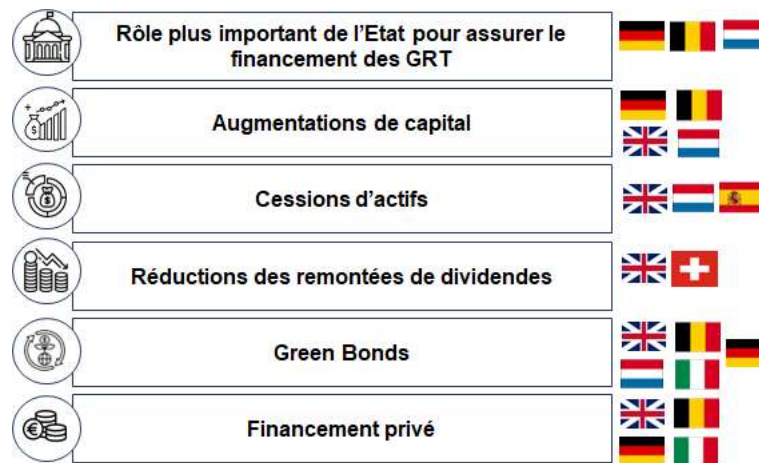 Rôle plus important de l'Etat pour assurer le
financement des GRT
Augmentations de capital
Cessions d'actifs
Réductions des remontées de dividendes
Green Bonds
Financement privé